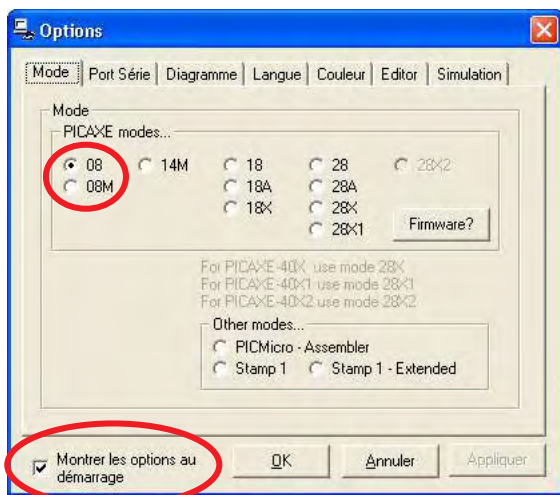 Options
Mode Port Série Diagramme Langue Couleur Editor Simulation
Mode
PICAXE modes...
08 14M 18 28 28X2
08M 18A 28A
18X 28X
28X1 Firmware?
For PICAXE-40X use mode 28X
For PICAXE-40X1 use mode 28X1
For PICAXE-40X2 use mode 28X2
Other modes...
PICMicro - Assembler
Stamp 1 Stamp 1 - Extended
Montrer les options au
démarrage
OK Annuler Appliquer